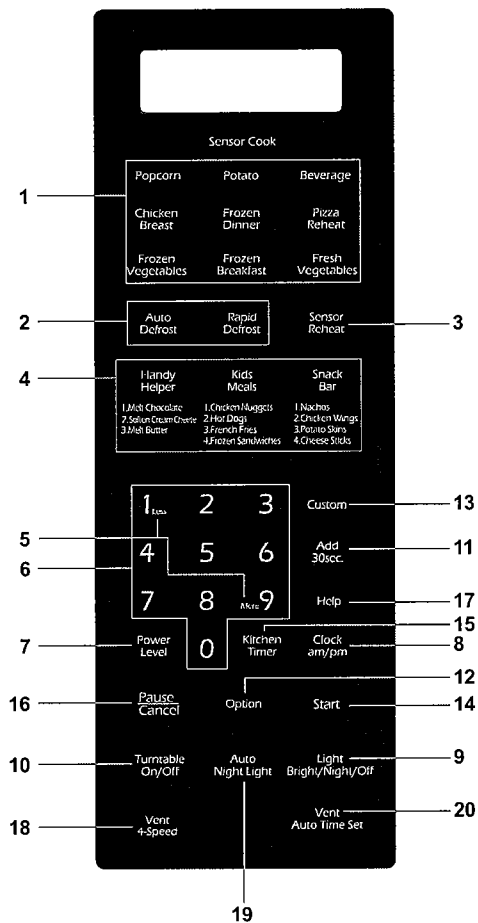 Sensor Cook
1
Popcorn Potato Beverage
Chicken Breast Frozen Dinner Pizza Reheat
Frozen Vegetables Frozen Breakfast Fresh Vegetables
2
Auto Defrost Rapid Defrost Sensor Reheat
3
4
Handy Helper Kids Meals Snack Bar
1.Melt Chocolate 1.Chicken Nuggets 1.Nachos
2.Soften Cream Cheese 2.Hot Dogs 2.Chicken Wings
3.Melt Butter 3.French Fries 3.Potato Skins
4.Frozen Sandwiches 4.Cheese Sticks
1 Less 2 3 Custom 13
5
4 5 6 Add 30sec. 11
6
7 8 More 9 Help 17
15
7 Power Level 0 Kitchen Timer Clock am/pm 8
12
16 Pause Cancel Option Start 14
10 Turntable On/Off Auto Night Light Light Bright/Night/Off 9
18 Vent 4-Speed Vent Auto Time Set 20
19